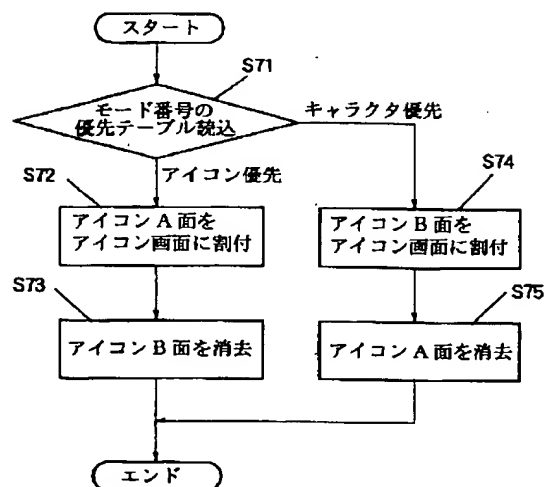 スタート
S71
モード番号の
優先テーブル読込
キャラクタ優先
アイコン優先
S72
アイコンA面を
アイコン画面に割付
S74
アイコンB面を
アイコン画面に割付
S73
アイコンB面を消去
S75
アイコンA面を消去
エンド